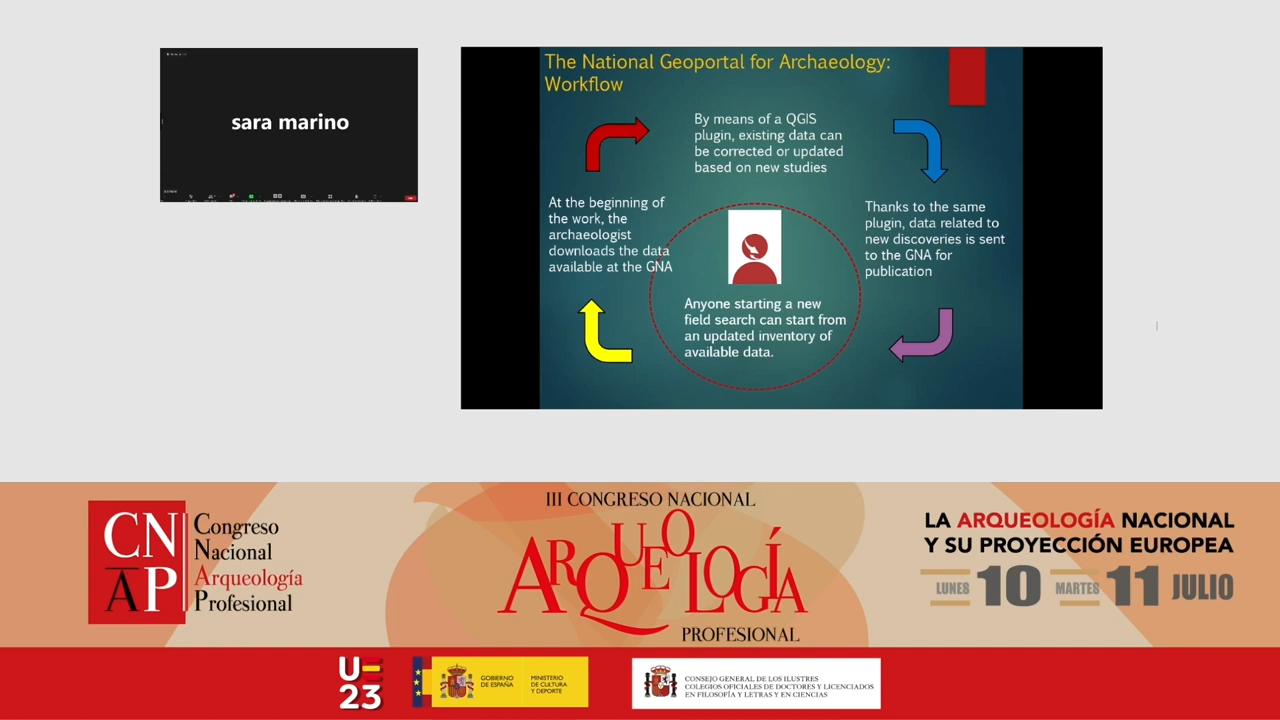 sara marino
The National Geoportal for Archaeology:
Workflow
By means of a QGIS
plugin, existing data can
be corrected or updated
based on new studies
At the beginning of
the work, the
archaeologist
downloads the data
available at the GNA
Thanks to the same
plugin, data related to
new discoveries is sent
to the GNA for
publication
Anyone starting a new
field search can start from
an updated inventory of
available data.
CN
AP
Congreso
Nacional
Arqueología
Profesional
III CONGRESO NACIONAL
ARQUEOLOGÍA
PROFESIONAL
LA ARQUEOLOGÍA NACIONAL
Y SU PROYECCIÓN EUROPEA
LUNES 10 MARTES 11 JULIO
UE
23
GOBIERNO
DE ESPAÑA
MINISTERIO
DE CULTURA
Y DEPORTE
CONSEJO GENERAL DE LOS ILUSTRES
COLEGIOS OFICIALES DE DOCTORES Y LICENCIADOS
EN FILOSOFÍA Y LETRAS Y EN CIENCIAS